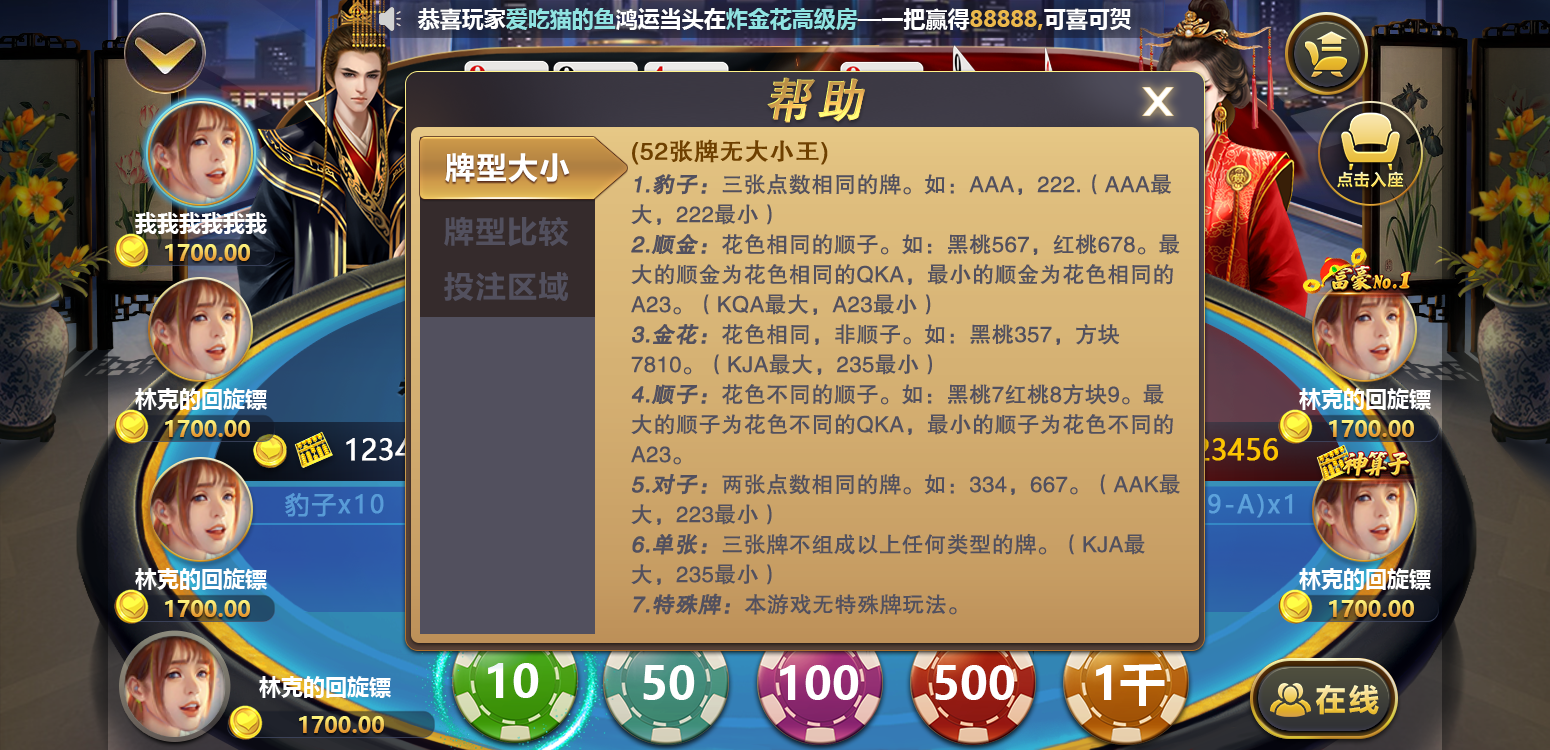 恭喜玩家爱吃猫的鱼鸿运当头在炸金花高级房——一把赢得88888,可喜可贺
帮助
X
牌型大小
牌型比较
投注区域
(52张牌无大小王)
1.豹子：三张点数相同的牌。如：AAA，222.（AAA最
大，222最小）
2.顺金：花色相同的顺子。如：黑桃567，红桃678。最
大的顺金为花色相同的QKA，最小的顺金为花色相同的
A23。（KQA最大，A23最小）
3.金花：花色相同，非顺子。如：黑桃357，方块
7810。（KJA最大，235最小）
4.顺子：花色不同的顺子。如：黑桃7红桃8方块9。最
大的顺子为花色不同的QKA，最小的顺子为花色不同的
A23。
5.对子：两张点数相同的牌。如：334，667。（AAK最
大，223最小）
6.单张：三张牌不组成以上任何类型的牌。（KJA最
大，235最小）
7.特殊牌：本游戏无特殊牌玩法。
我我我我我我
1700.00
林克的回旋镖
1700.00
1234
豹子x10
林克的回旋镖
1700.00
林克的回旋镖
1700.00
点击入座
富豪No.1
林克的回旋镖
1700.00
23456
神算子
9-A)x1
林克的回旋镖
1700.00
10
50
100
500
1千
在线